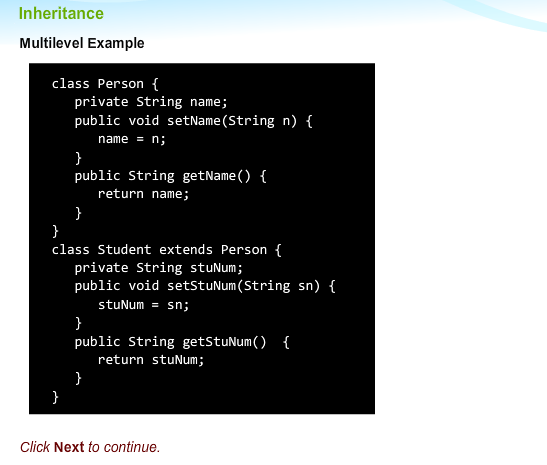 Inheritance
Multilevel Example
class Person {
private String name;
public void setName(String n) {
name = n;
}
public String getName() {
return name;
}
}
class Student extends Person {
private String stuNum;
public void setStuNum(String sn) {
stuNum = sn;
}
public String getStuNum()  {
return stuNum;
}
}
Click Next to continue.